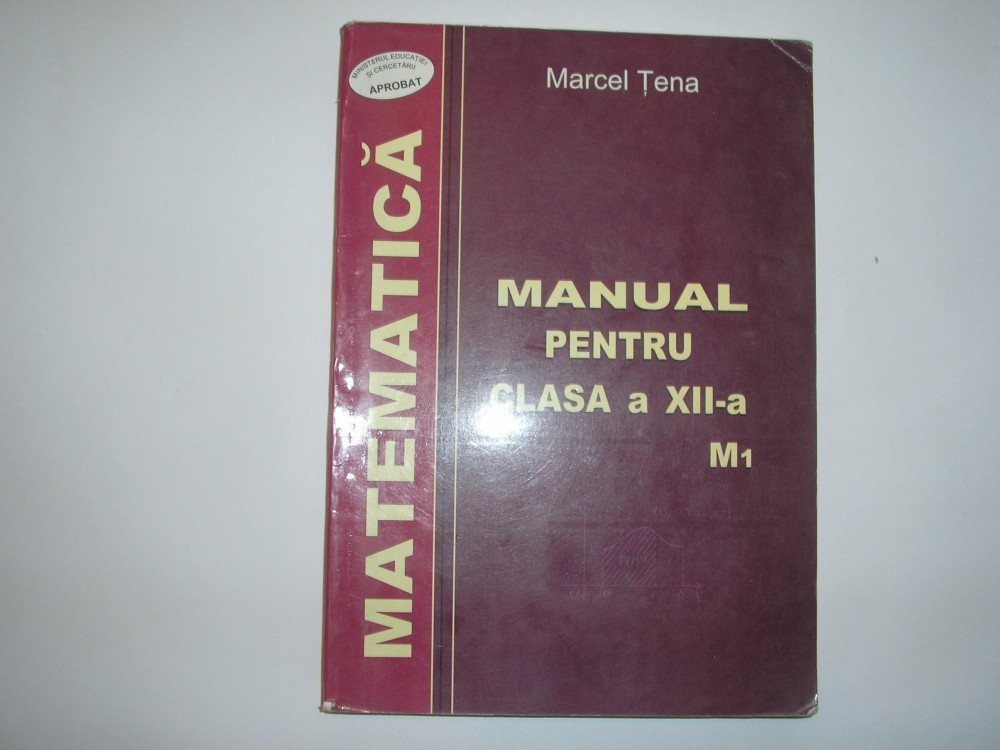 MINISTERUL EDUCAȚIEI
ȘI CERCETĂRII
APROBAT
MATEMATICĂ
Marcel Țena
MANUAL
PENTRU
CLASA a XII-a
M1